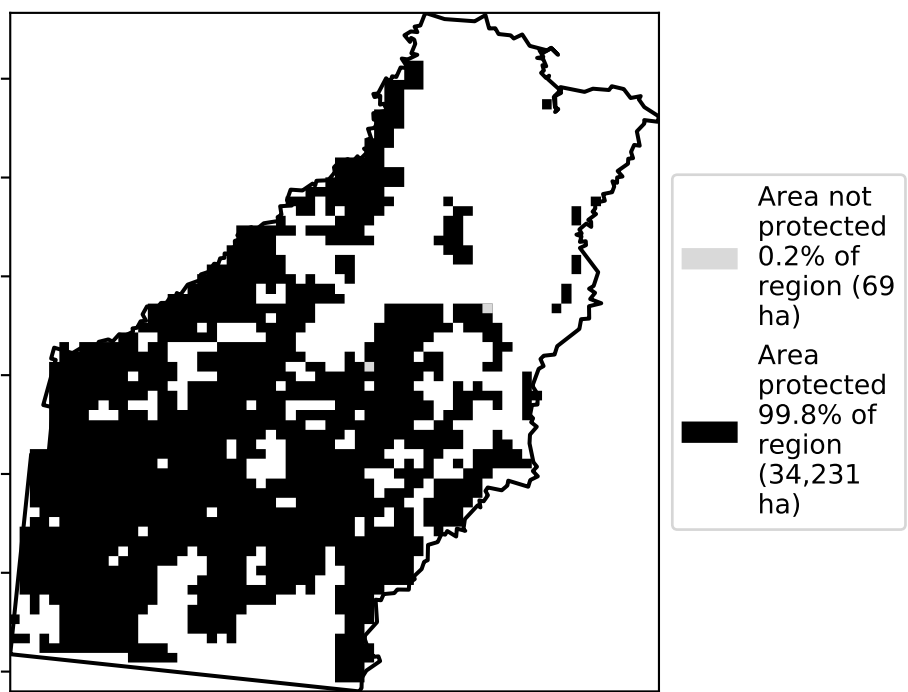 Area not
protected
0.2% of
region (69
ha)
Area
protected
99.8% of
region
(34,231
ha)